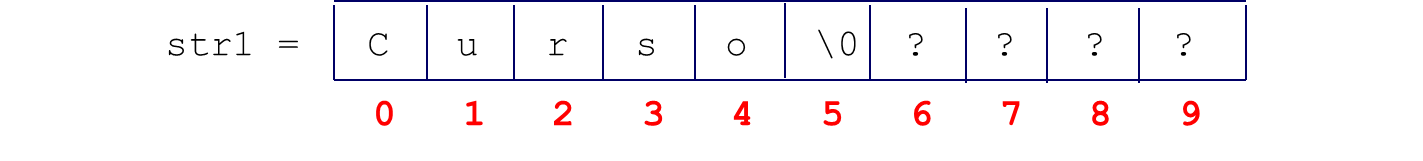 str1 = C u r s o \0 ? ? ? ?
0 1 2 3 4 5 6 7 8 9